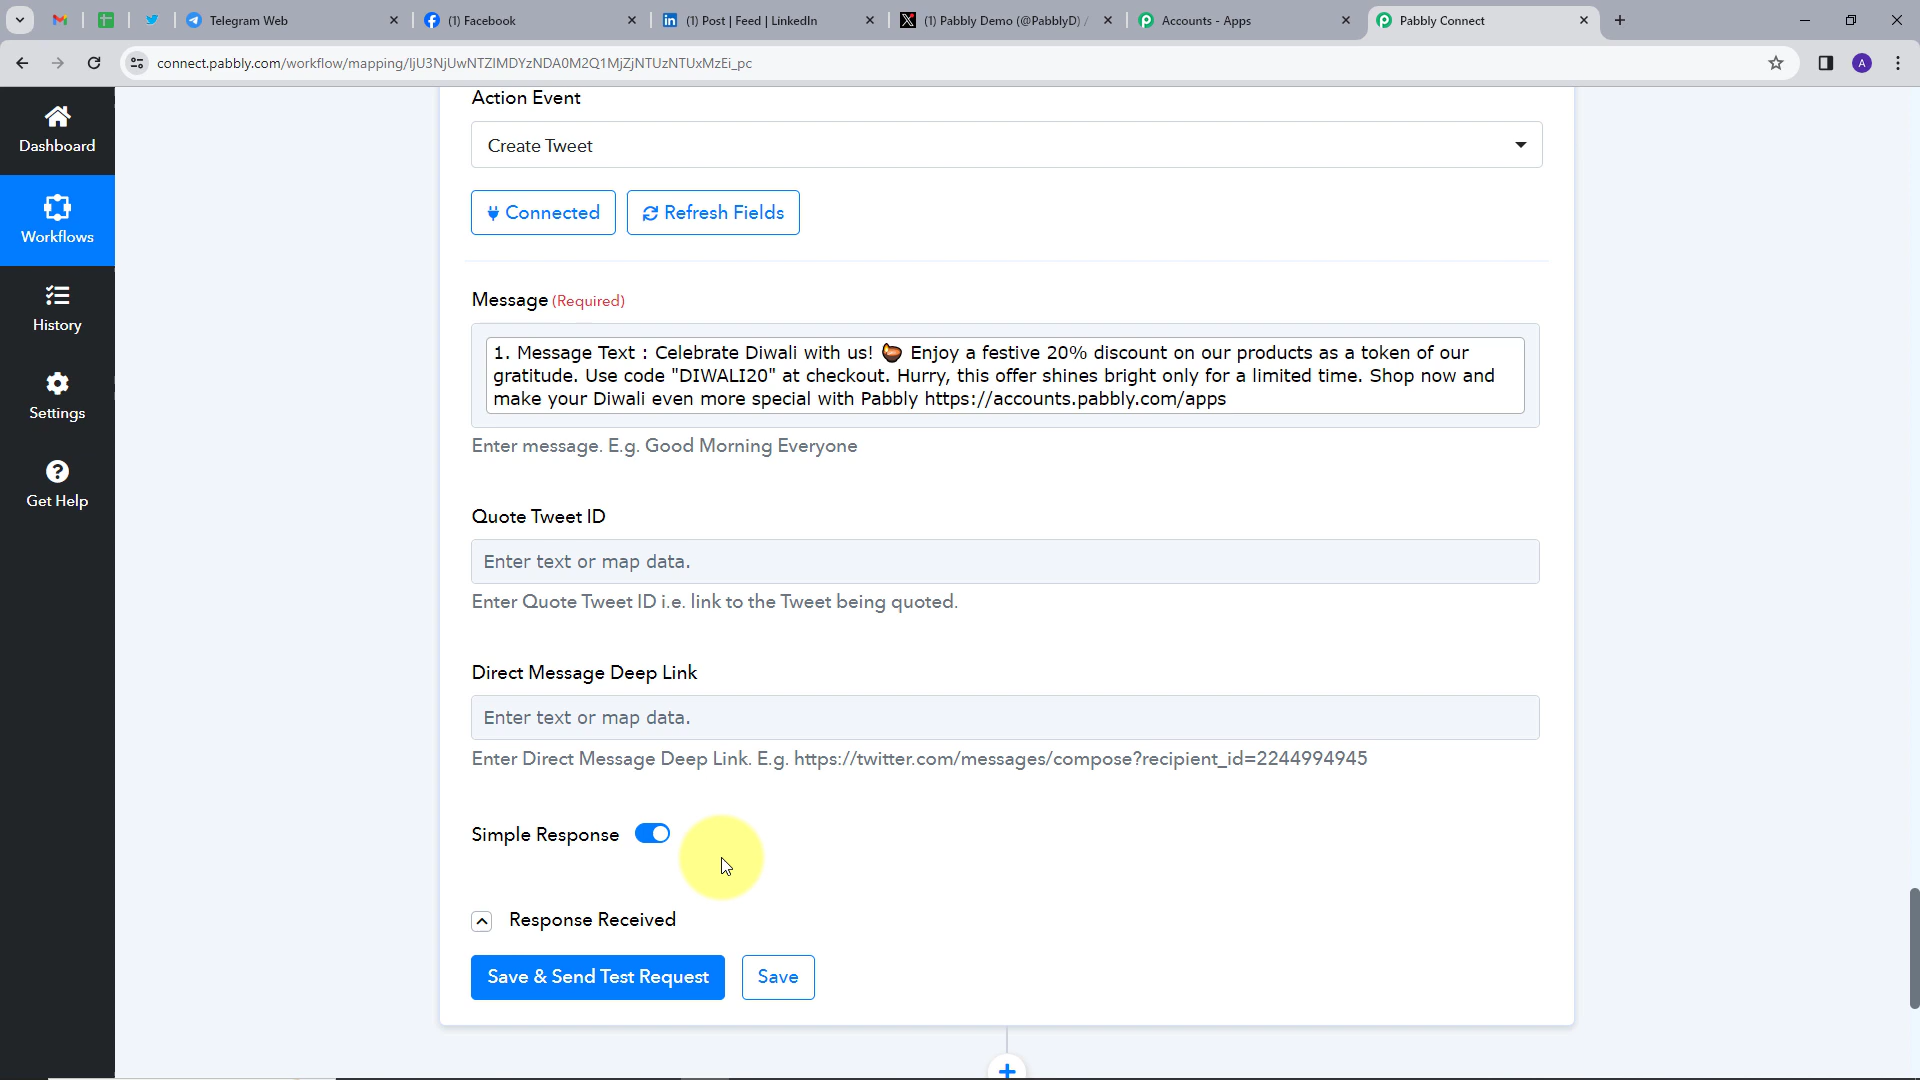 Telegram Web
(1) Facebook
(1) Post | Feed | LinkedIn
(1) Pabbly Demo (@PabblyD) /
Accounts - Apps
Pabbly Connect
Dashboard
Workflows
History
Settings
Get Help
Action Event
Create Tweet
Connected
Refresh Fields
Message (Required)
1. Message Text : Celebrate Diwali with us! Enjoy a festive 20% discount on our products as a token of our
gratitude. Use code "DIWALI20" at checkout. Hurry, this offer shines bright only for a limited time. Shop now and
make your Diwali even more special with Pabbly https://accounts.pabbly.com/apps
Enter message. E.g. Good Morning Everyone
Quote Tweet ID
Enter text or map data.
Enter Quote Tweet ID i.e. link to the Tweet being quoted.
Direct Message Deep Link
Enter text or map data.
Enter Direct Message Deep Link. E.g. https://twitter.com/messages/compose?recipient_id=2244994945
Simple Response
Response Received
Save & Send Test Request
Save